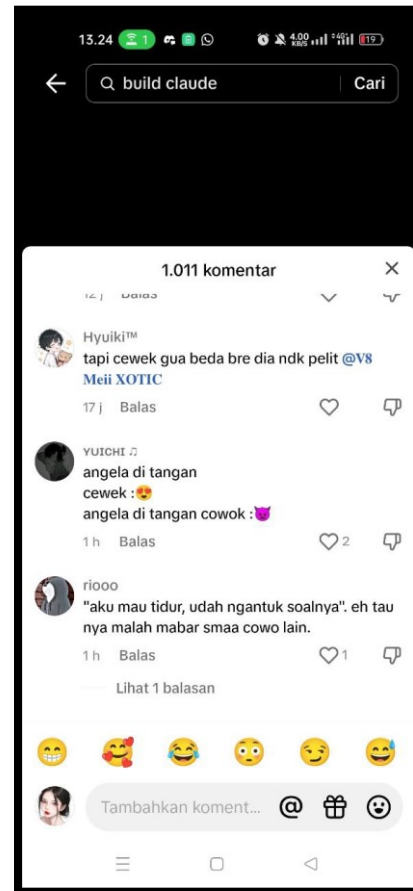 13.24 1 4.00 KB/S 4G 19
build claude Cari
1.011 komentar
12 j Balas
Hyuiki™
tapi cewek gua beda bre dia ndk pelit @V8
Meii XOTIC
17 j Balas
YUICHI ♫
angela di tangan
cewek :😍
angela di tangan cowok :😈
1 h Balas 2
riooo
"aku mau tidur, udah ngantuk soalnya". eh tau
nya malah mabar smaa cowo lain.
1 h Balas 1
Lihat 1 balasan
😁 🥰 😂 😳 😏 😅
Tambahkan koment... @